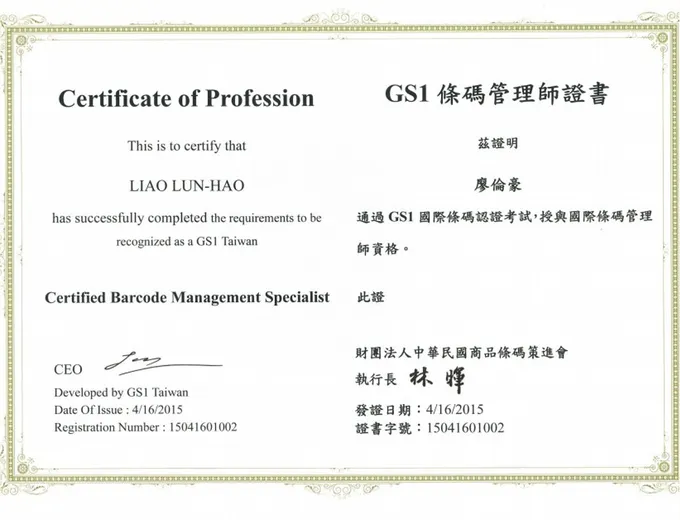 Certificate of Profession
This is to certify that
LIAO LUN-HAO
has successfully completed the requirements to be
recognized as a GS1 Taiwan
Certified Barcode Management Specialist
CEO
Developed by GS1 Taiwan
Date Of Issue : 4/16/2015
Registration Number : 15041601002
GS1 條碼管理師證書
茲證明
廖倫豪
通過 GS1 國際條碼認證考試,授與國際條碼管理
師資格。
此證
財團法人中華民國商品條碼策進會
執行長 林 暉
發證日期:4/16/2015
證書字號:15041601002